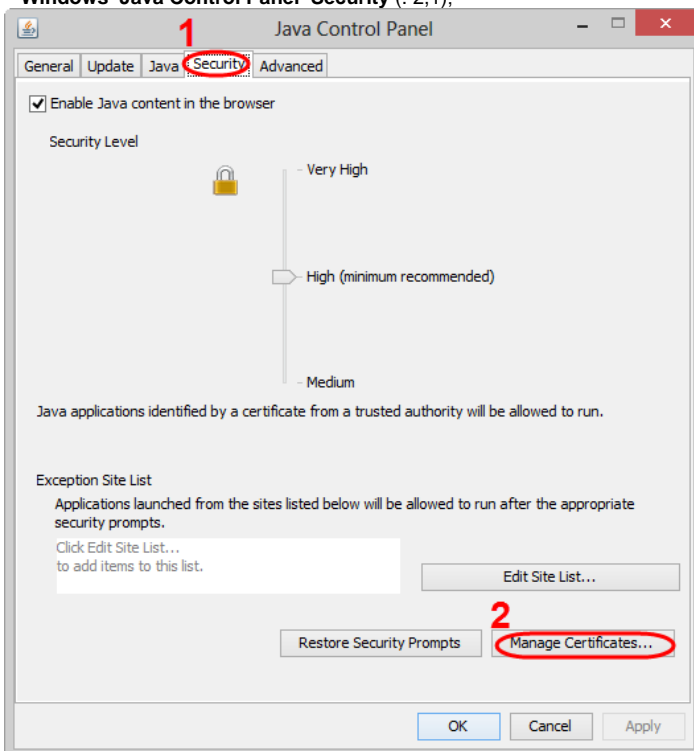 Windows Java Control Panel Security (. 2,1),
1
Java Control Panel
General Update Java Security Advanced
Enable Java content in the browser
Security Level
- Very High
- High (minimum recommended)
- Medium
Java applications identified by a certificate from a trusted authority will be allowed to run.
Exception Site List
Applications launched from the sites listed below will be allowed to run after the appropriate
security prompts.
Click Edit Site List...
to add items to this list.
Edit Site List...
2
Restore Security Prompts Manage Certificates...
OK Cancel Apply